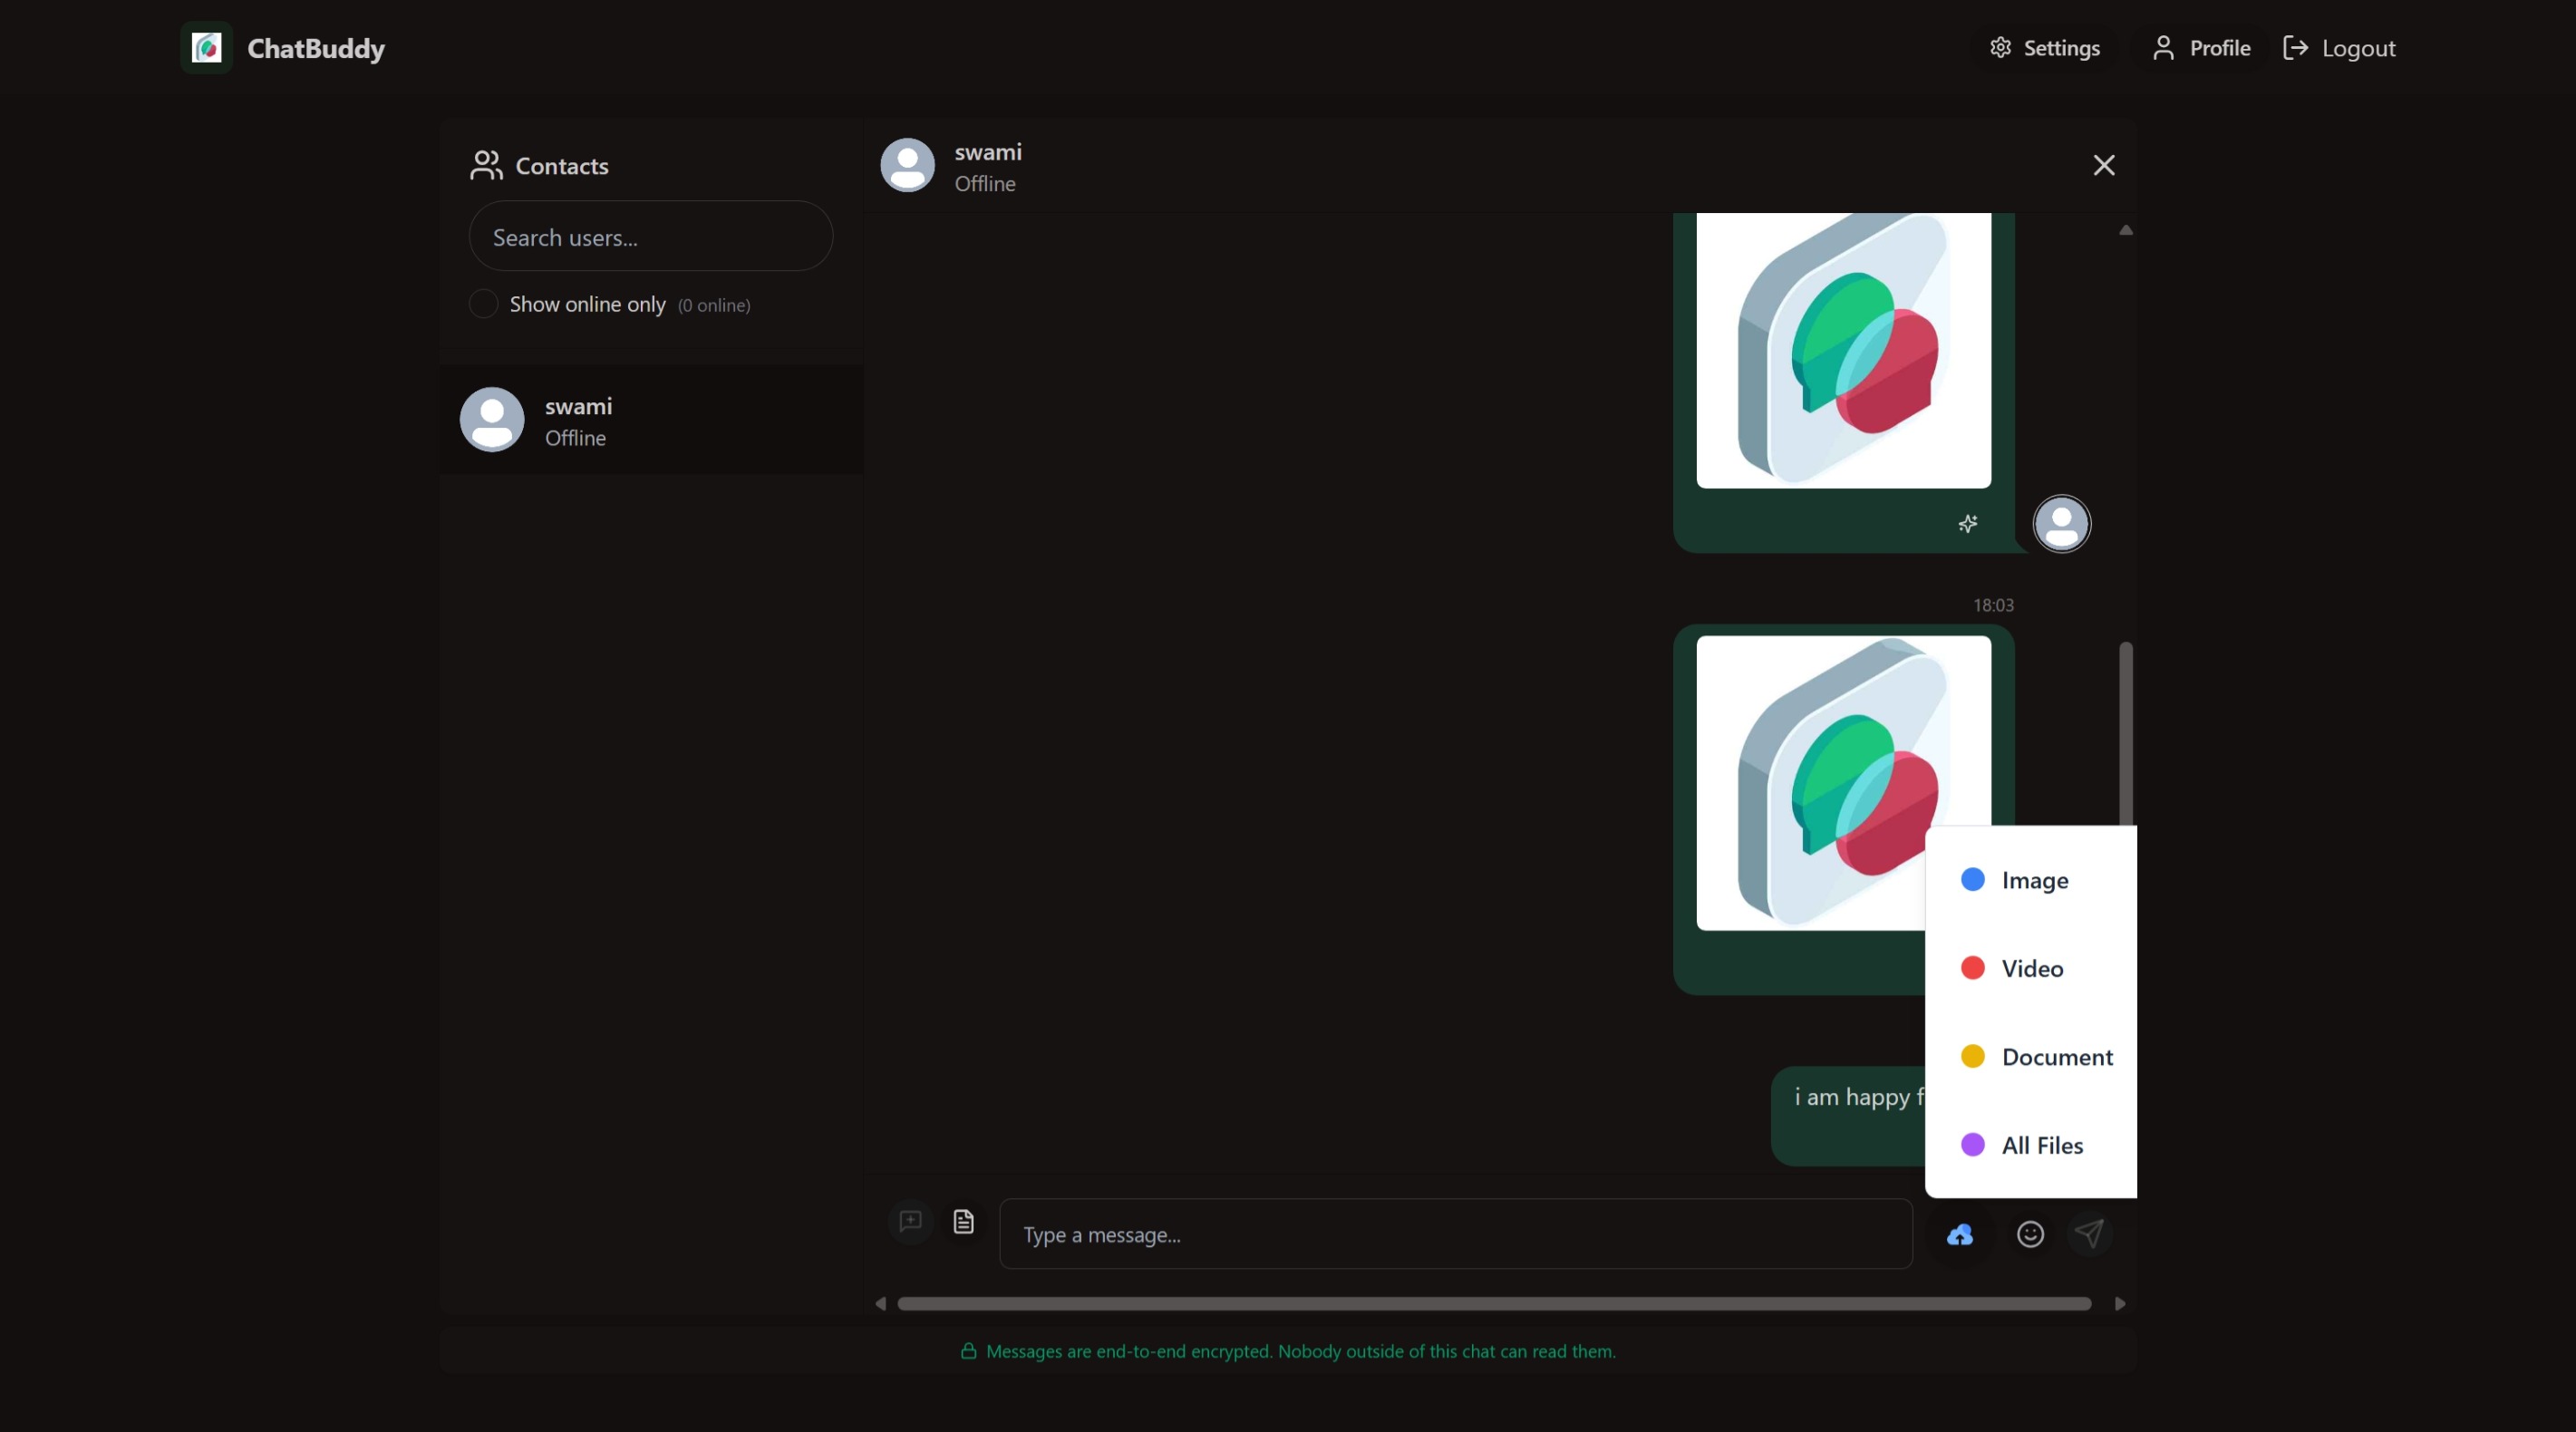 ChatBuddy
Settings
Profile
Logout
Contacts
Search users...
Show online only (0 online)
swami
Offline
swami
Offline
18:03
i am happy f
Image
Video
Document
All Files
Type a message...
Messages are end-to-end encrypted. Nobody outside of this chat can read them.